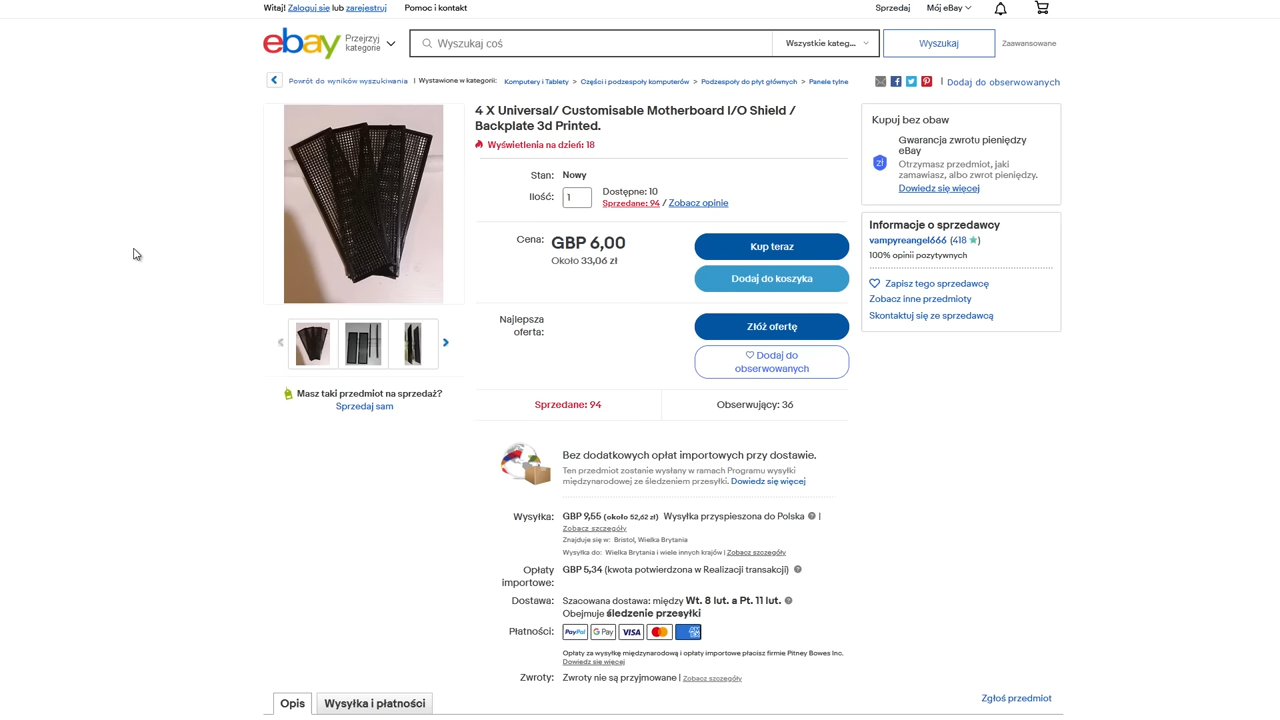 Witaj! Zaloguj się lub zarejestruj
Pomoc i kontakt
Sprzedaj
Mój eBay
ebay
Przejrzyj
kategorie
Wyszukaj coś
Wszystkie kateg...
Wyszukaj
Zaawansowane
Powrót do wyników wyszukiwania | Wystawione w kategorii: Komputery i Tablety > Części i podzespoły komputerów > Podzespoły do płyt głównych > Panele tylne
| Dodaj do obserwowanych
4 X Universal/ Customisable Motherboard I/O Shield /
Backplate 3d Printed.
Wyświetlenia na dzień: 18
Stan: Nowy
Ilość: 1
Dostępne: 10
Sprzedane: 94 / Zobacz opinie
Cena: GBP 6,00
Około 33,06 zł
Kup teraz
Dodaj do koszyka
Najlepsza
oferta:
Złóż ofertę
Dodaj do
obserwowanych
Sprzedane: 94
Obserwujący: 36
Masz taki przedmiot na sprzedaż?
Sprzedaj sam
Bez dodatkowych opłat importowych przy dostawie.
Ten przedmiot zostanie wysłany w ramach Programu wysyłki
międzynarodowej ze śledzeniem przesyłki. Dowiedz się więcej
Wysyłka: GBP 9,55 (około 52,62 zł) Wysyłka przyspieszona do Polska |
Zobacz szczegóły
Znajduje się w: Bristol, Wielka Brytania
Wysyłka do: Wielka Brytania i wiele innych krajów | Zobacz szczegóły
Opłaty
importowe:
GBP 5,34 (kwota potwierdzona w Realizacji transakcji)
Dostawa: Szacowana dostawa: między Wt. 8 lut. a Pt. 11 lut.
Obejmuje śledzenie przesyłki
Płatności: PayPal G Pay VISA
Opłaty za wysyłkę międzynarodową i opłaty importowe płacisz firmie Pitney Bowes Inc.
Dowiedz się więcej
Zwroty: Zwroty nie są przyjmowane | Zobacz szczegóły
Kupuj bez obaw
zł
Gwarancja zwrotu pieniędzy
eBay
Otrzymasz przedmiot, jaki
zamawiasz, albo zwrot pieniędzy.
Dowiedz się więcej
Informacje o sprzedawcy
vampyreangel666 (418)
100% opinii pozytywnych
Zapisz tego sprzedawcę
Zobacz inne przedmioty
Skontaktuj się ze sprzedawcą
Opis
Wysyłka i płatności
Zgłoś przedmiot